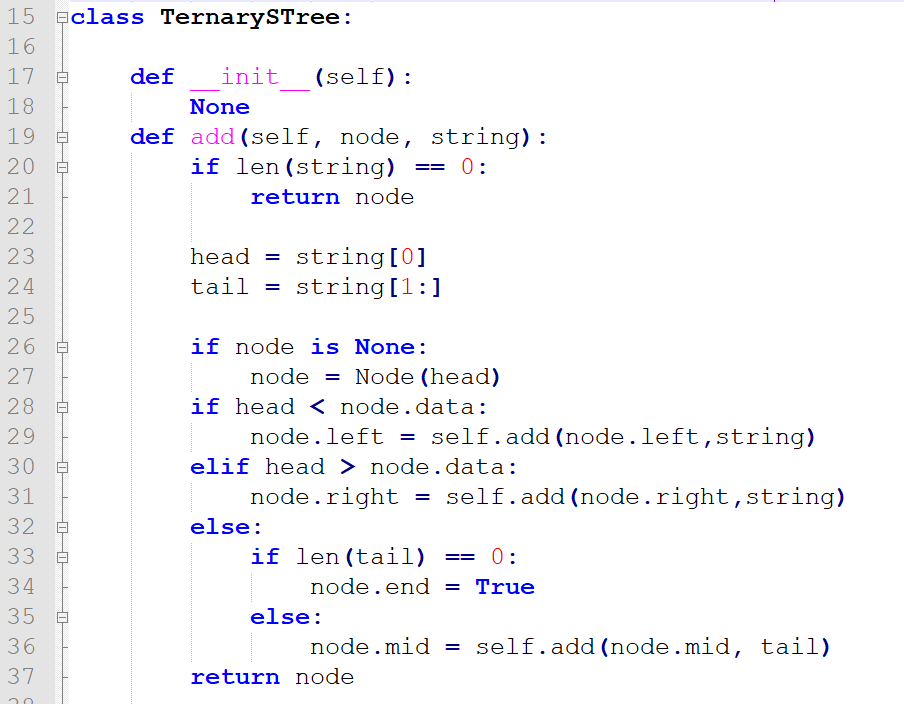 15 class TernarySTree:
16
17     def __init__(self):
18         None
19     def add(self, node, string):
20         if len(string) == 0:
21             return node
22
23         head = string[0]
24         tail = string[1:]
25
26         if node is None:
27             node = Node(head)
28         if head < node.data:
29             node.left = self.add(node.left,string)
30         elif head > node.data:
31             node.right = self.add(node.right,string)
32         else:
33             if len(tail) == 0:
34                 node.end = True
35             else:
36                 node.mid = self.add(node.mid, tail)
37         return node